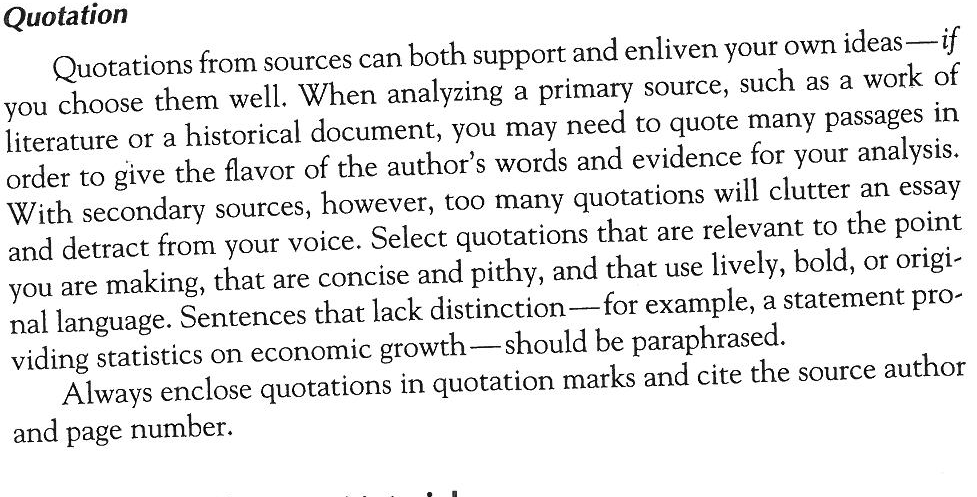 Quotation
Quotations from sources can both support and enliven your own ideas—if
you choose them well. When analyzing a primary source, such as a work of
literature or a historical document, you may need to quote many passages in
order to give the flavor of the author's words and evidence for your analysis.
With secondary sources, however, too many quotations will clutter an essay
and detract from your voice. Select quotations that are relevant to the point
you are making, that are concise and pithy, and that use lively, bold, or origi-
nal language. Sentences that lack distinction—for example, a statement pro-
viding statistics on economic growth—should be paraphrased.
Always enclose quotations in quotation marks and cite the source author
and page number.